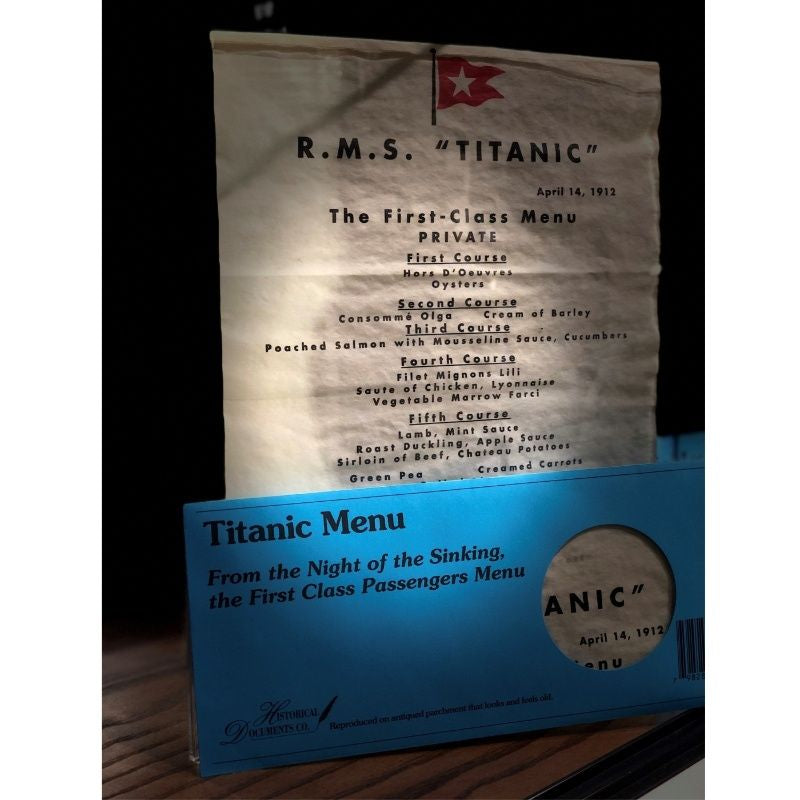 R.M.S. "TITANIC"
April 14, 1912
The First-Class Menu
PRIVATE
First Course
Hors D'Oeuvres
Oysters
Second Course
Consommé Olga Cream of Barley
Third Course
Poached Salmon with Mousseline Sauce, Cucumbers
Fourth Course
Filet Mignons Lili
Saute of Chicken, Lyonnaise
Vegetable Marrow Farci
Fifth Course
Lamb, Mint Sauce
Roast Duckling, Apple Sauce
Sirloin of Beef, Chateau Potatoes
Green Pea Creamed Carrots
Titanic Menu
From the Night of the Sinking,
the First Class Passengers Menu
ANIC"
April 14, 1912
enu
HISTORICAL
DOCUMENTS CO.
Reproduced on antiqued parchment that looks and feels old.